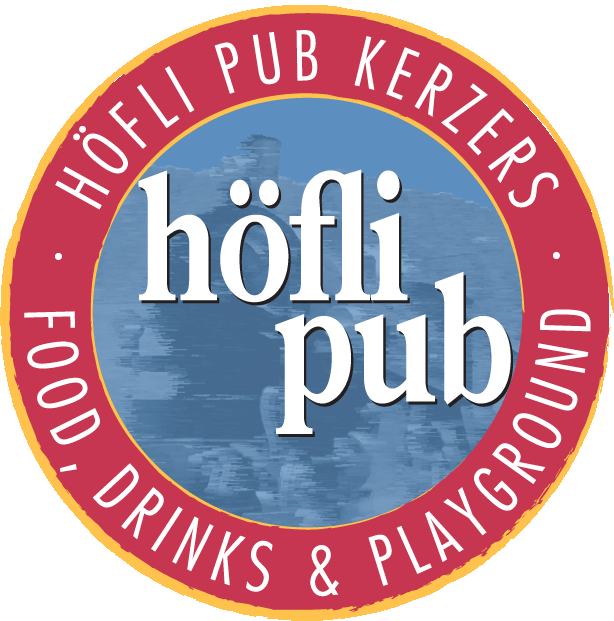 HÖFLI PUB KERZERS
höfli
pub
· FOOD, DRINKS & PLAYGROUND ·